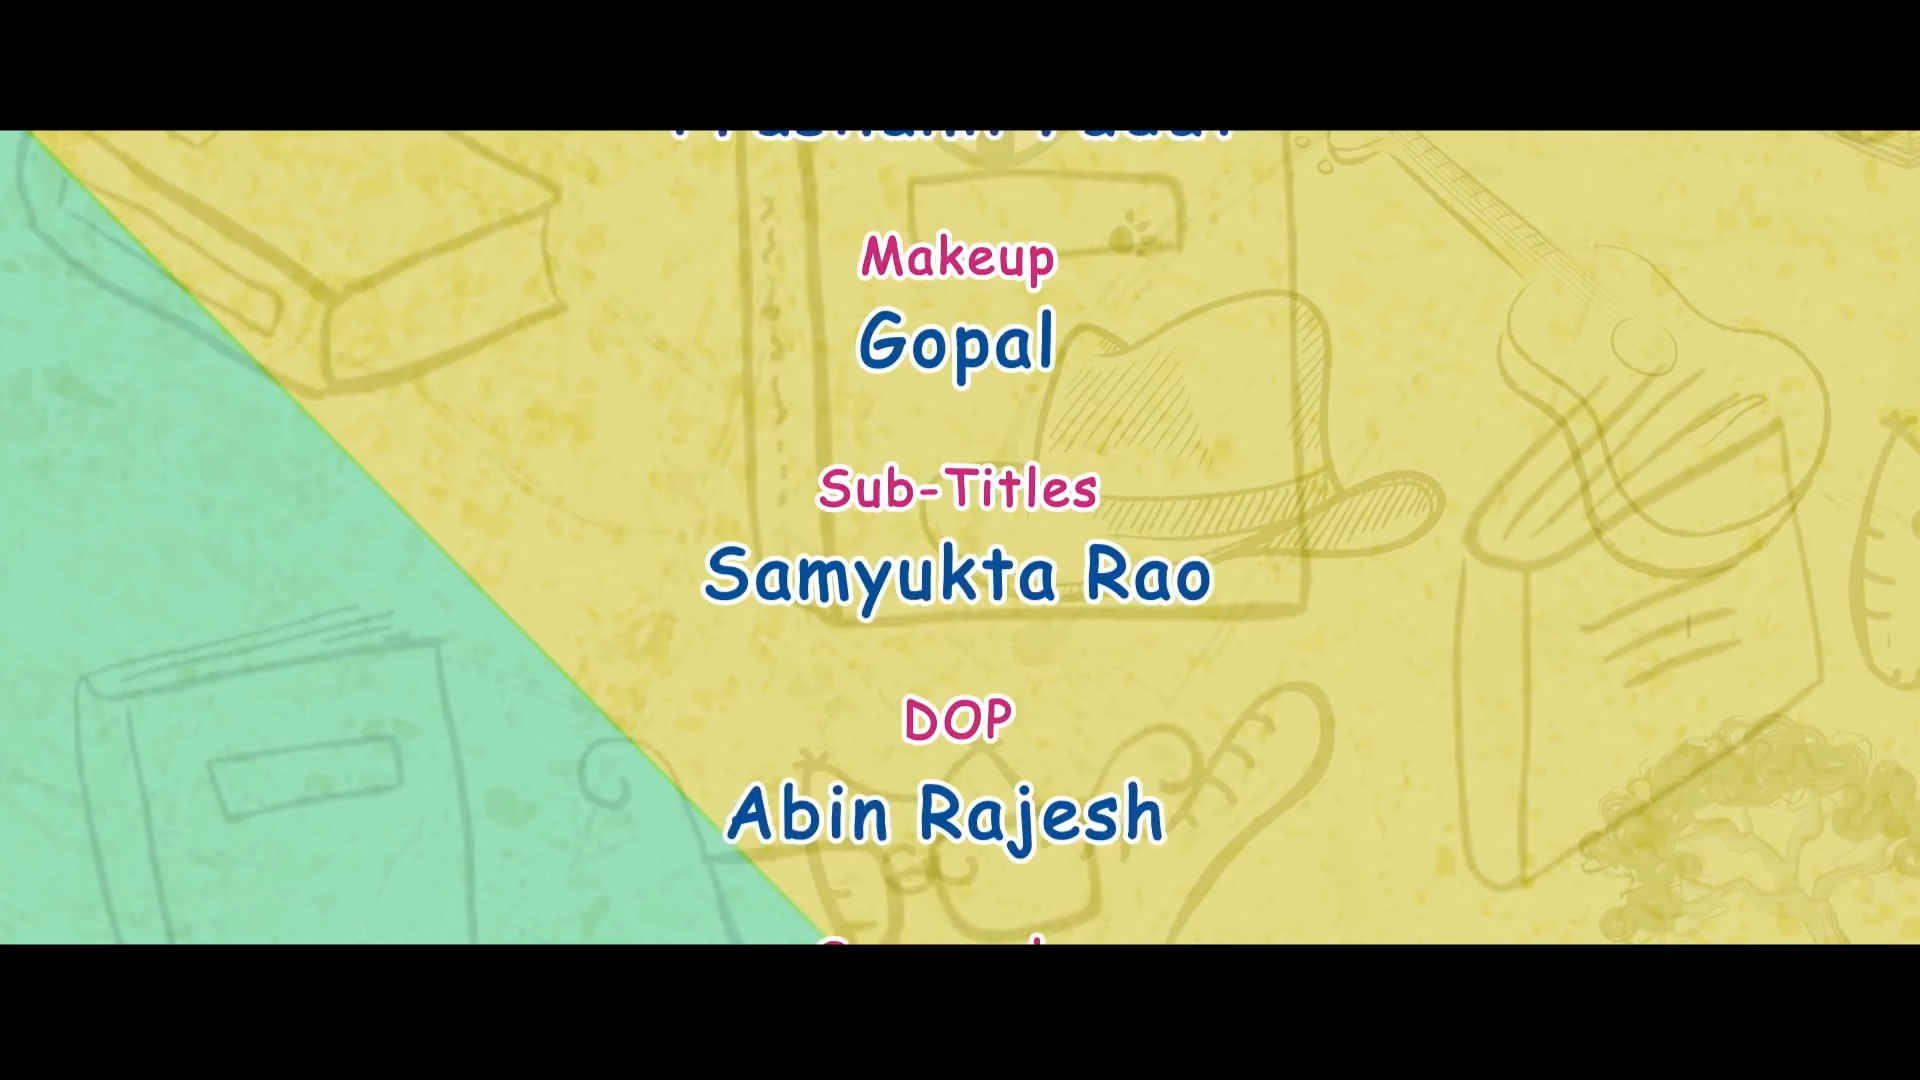 Makeup
Gopal
Sub-Titles
Samyukta Rao
DOP
Abin Rajesh